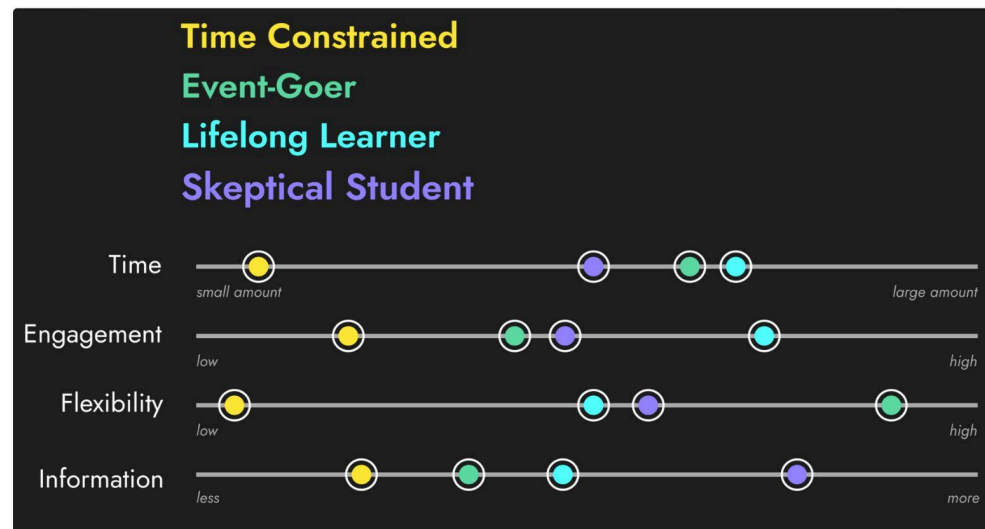 Time Constrained
Event-Goer
Lifelong Learner
Skeptical Student
Time
small amount
large amount
Engagement
low
high
Flexibility
low
high
Information
less
more